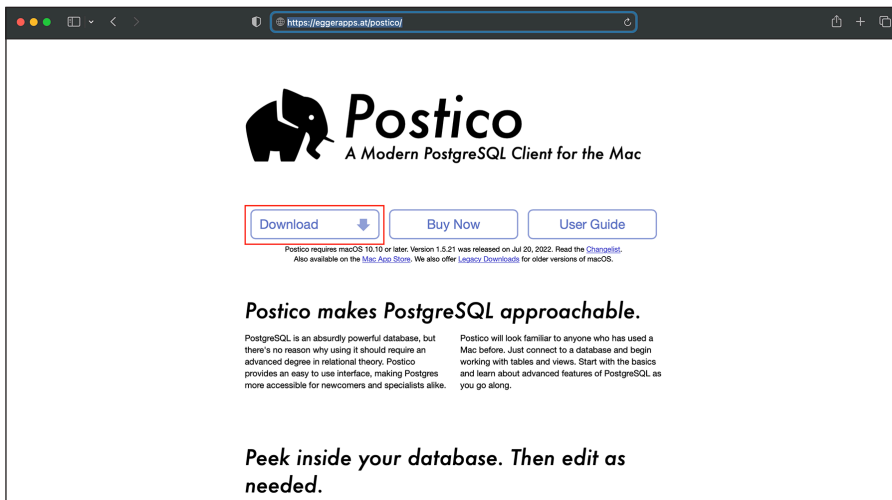 https://eggerapps.at/postico/
Postico
A Modern PostgreSQL Client for the Mac
Download
Buy Now
User Guide
Postico requires macOS 10.10 or later. Version 1.5.21 was released on Jul 20, 2022. Read the Changelist.
Also available on the Mac App Store. We also offer Legacy Downloads for older versions of macOS.
Postico makes PostgreSQL approachable.
PostgreSQL is an absurdly powerful database, but
there's no reason why using it should require an
advanced degree in relational theory. Postico
provides an easy to use interface, making Postgres
more accessible for newcomers and specialists alike.
Postico will look familiar to anyone who has used a
Mac before. Just connect to a database and begin
working with tables and views. Start with the basics
and learn about advanced features of PostgreSQL as
you go along.
Peek inside your database. Then edit as
needed.